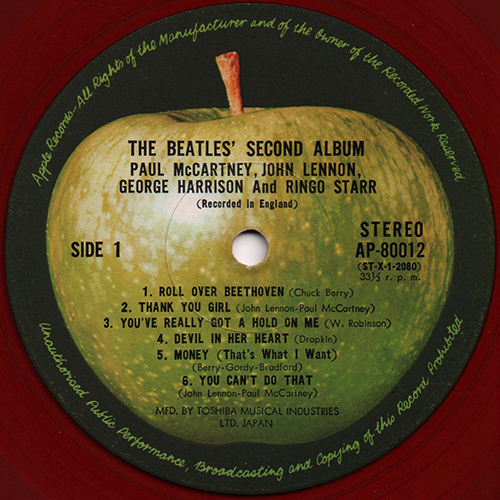 Apple Records-All Rights of the Manufacturer and of the Owner of the Recorded Work Reserved
THE BEATLES' SECOND ALBUM
PAUL McCARTNEY, JOHN LENNON,
GEORGE HARRISON And RINGO STARR
(Recorded in England)
SIDE 1
STEREO
AP-80012
(ST-X-1-2080)
33⅓ r. p. m.
1. ROLL OVER BEETHOVEN (Chuck Berry)
2. THANK YOU GIRL (John Lennon-Paul McCartney)
3. YOU'VE REALLY GOT A HOLD ON ME (W. Robinson)
4. DEVIL IN HER HEART (Drapkin)
5. MONEY (That's What I Want)
(Berry-Gordy-Bradford)
6. YOU CAN'T DO THAT
(John Lennon-Paul McCartney)
MFD. BY TOSHIBA MUSICAL INDUSTRIES
LTD. JAPAN
Unauthorised Public Performance, Broadcasting and Copying of this Record Prohibited